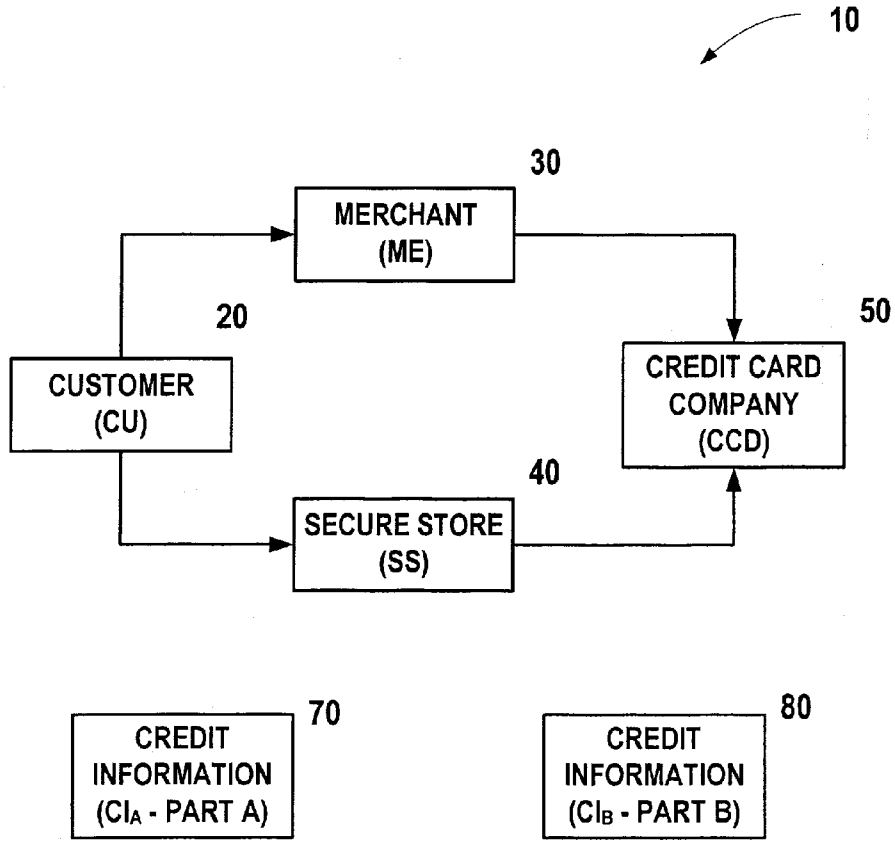 10
30
MERCHANT
(ME)
20
50
CUSTOMER
(CU)
CREDIT CARD
COMPANY
(CCD)
40
SECURE STORE
(SS)
70
CREDIT
INFORMATION
(CIA - PART A)
80
CREDIT
INFORMATION
(CIB - PART B)